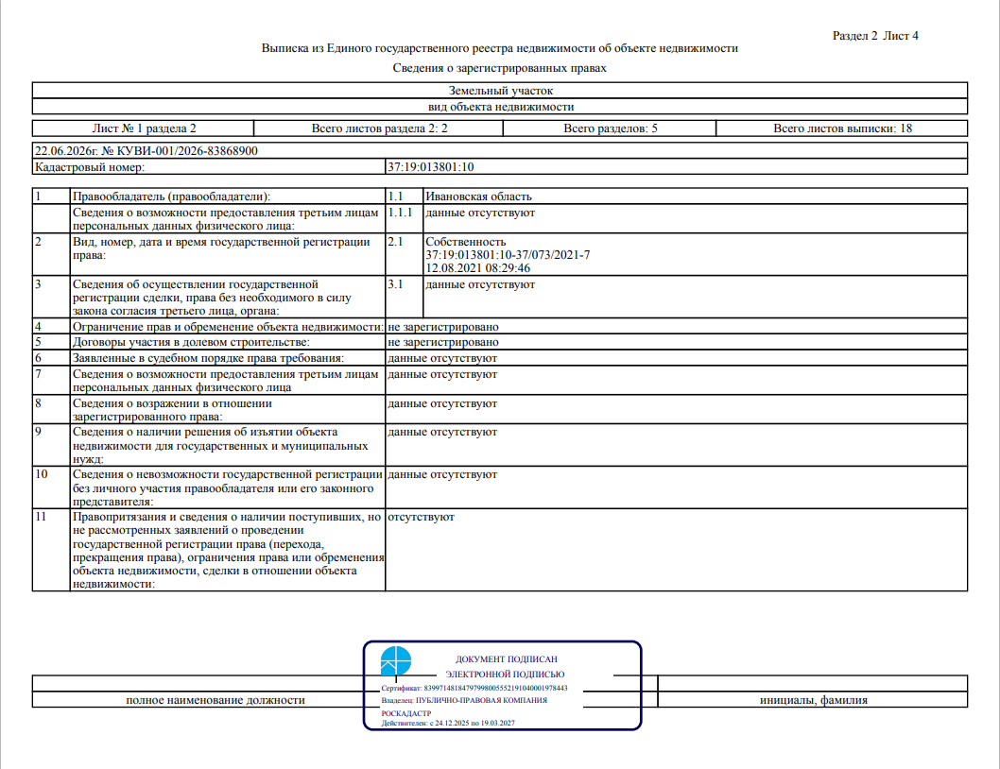 Раздел 2 Лист 4
Выписка из Единого государственного реестра недвижимости об объекте недвижимости
Сведения о зарегистрированных правах
Земельный участок
вид объекта недвижимости
Лист № 1 раздела 2 Всего листов раздела 2: 2 Всего разделов: 5 Всего листов выписки: 18
22.06.2026г. № КУВИ-001/2026-83868900
Кадастровый номер: 37:19:013801:10
1 Правообладатель (правообладатели): 1.1 Ивановская область
Сведения о возможности предоставления третьим лицам 1.1.1 данные отсутствуют
персональных данных физического лица:
2 Вид, номер, дата и время государственной регистрации 2.1 Собственность
права: 37:19:013801:10-37/073/2021-7
12.08.2021 08:29:46
3 Сведения об осуществлении государственной 3.1 данные отсутствуют
регистрации сделки, права без необходимого в силу
закона согласия третьего лица, органа:
4 Ограничение прав и обременение объекта недвижимости: не зарегистрировано
5 Договоры участия в долевом строительстве: не зарегистрировано
6 Заявленные в судебном порядке права требования: данные отсутствуют
7 Сведения о возможности предоставления третьим лицам данные отсутствуют
персональных данных физического лица
8 Сведения о возражении в отношении данные отсутствуют
зарегистрированного права:
9 Сведения о наличии решения об изъятии объекта данные отсутствуют
недвижимости для государственных и муниципальных
нужд:
10 Сведения о невозможности государственной регистрации данные отсутствуют
без личного участия правообладателя или его законного
представителя:
11 Правопритязания и сведения о наличии поступивших, но отсутствуют
не рассмотренных заявлений о проведении
государственной регистрации права (перехода,
прекращения права), ограничения права или обременения
объекта недвижимости, сделки в отношении объекта
недвижимости:
ДОКУМЕНТ ПОДПИСАН
ЭЛЕКТРОННОЙ ПОДПИСЬЮ
Сертификат: 83997148184797998005552191040001978443
Владелец: ПУБЛИЧНО-ПРАВОВАЯ КОМПАНИЯ
РОСКАДАСТР
Действителен: с 24.12.2025 по 19.03.2027
полное наименование должности инициалы, фамилия